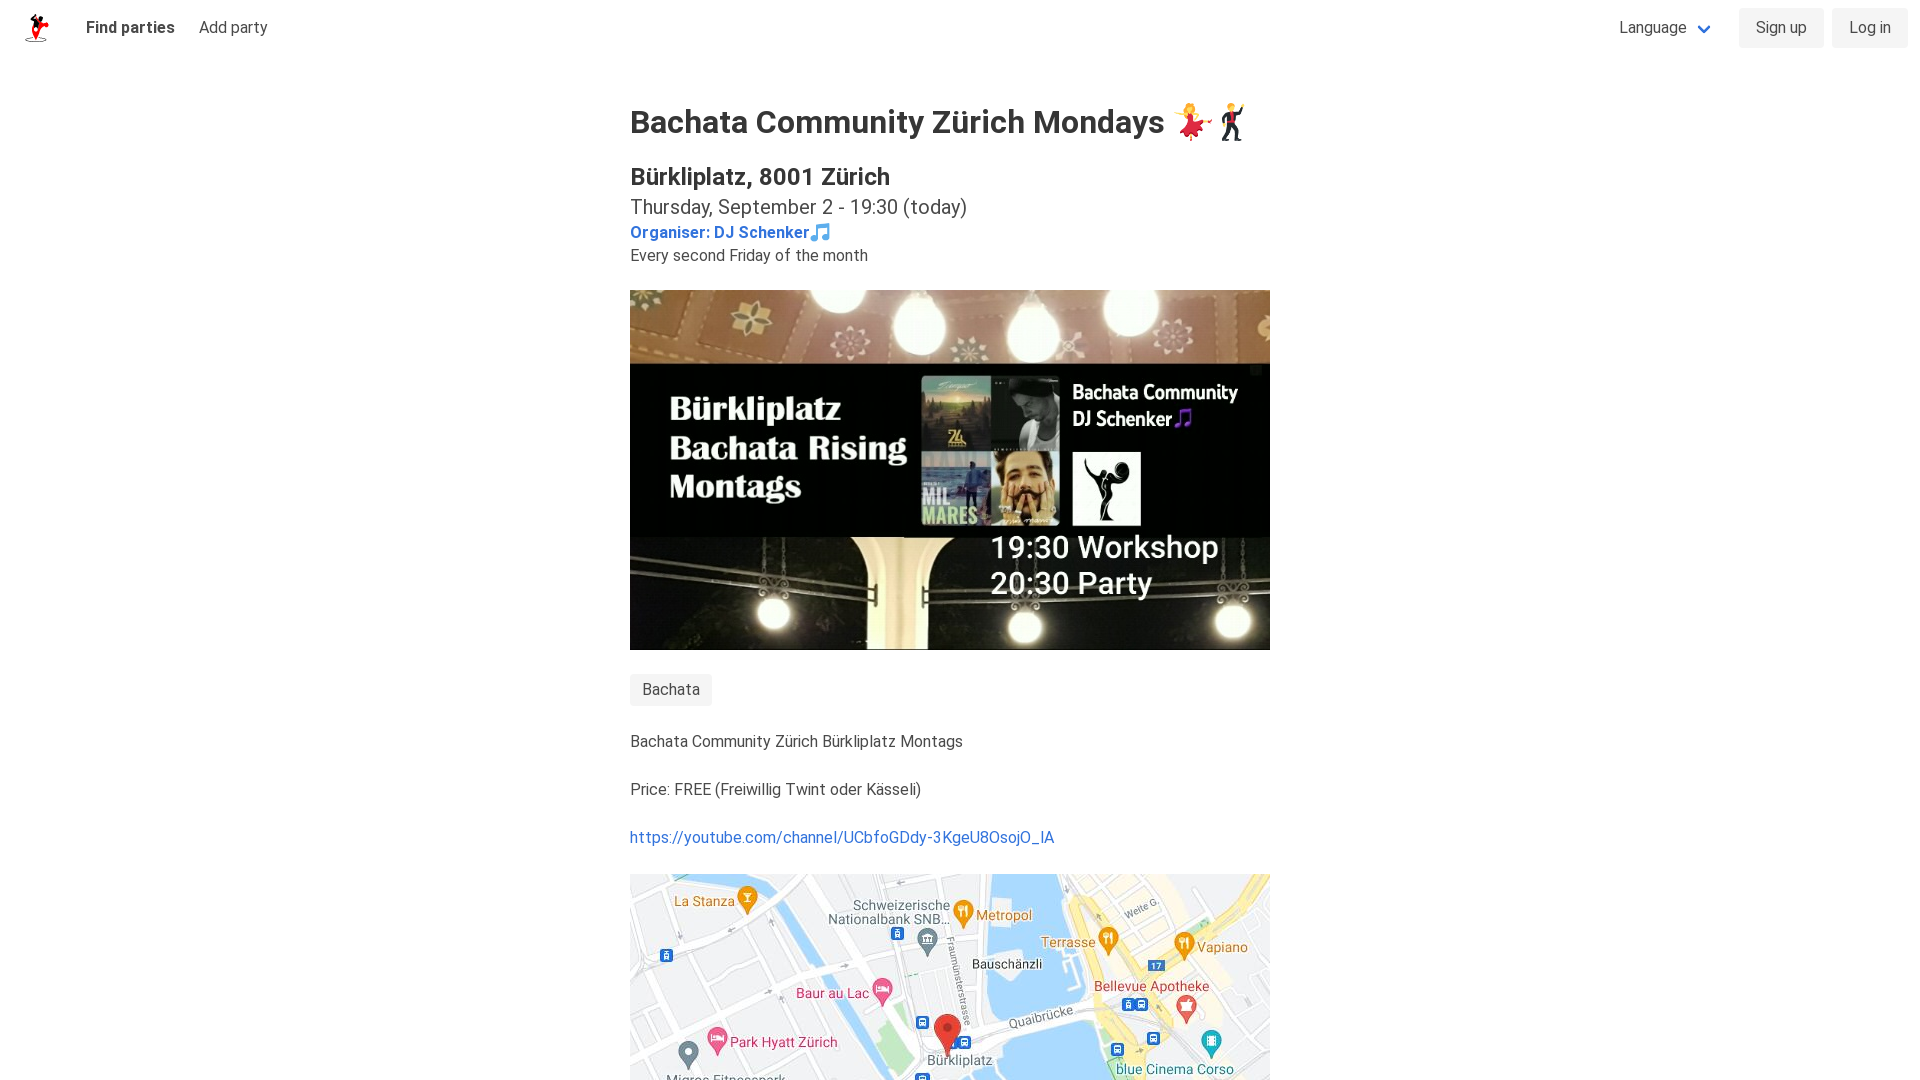 Find parties Add party Language Sign up Log in
Bachata Community Zürich Mondays 💃🕺
Bürkliplatz, 8001 Zürich
Thursday, September 2 - 19:30 (today)
Organiser: DJ Schenker🎵
Every second Friday of the month
Bürkliplatz
Bachata Rising
Montags
MIL
MARES
Bachata Community
DJ Schenker🎵
19:30 Workshop
20:30 Party
Bachata
Bachata Community Zürich Bürkliplatz Montags
Price: FREE (Freiwillig Twint oder Kässeli)
https://youtube.com/channel/UCbfoGDdy-3KgeU8OsojO_lA
La Stanza
Schweizerische
Nationalbank SNB...
Metropol
Weite G.
Terrasse
Vapiano
Fraumünsterstrasse
Bauschänzli
17
Baur au Lac
Bellevue Apotheke
Quaibrücke
Park Hyatt Zürich
Bürkliplatz
blue Cinema Corso
Migros Fitnesspark